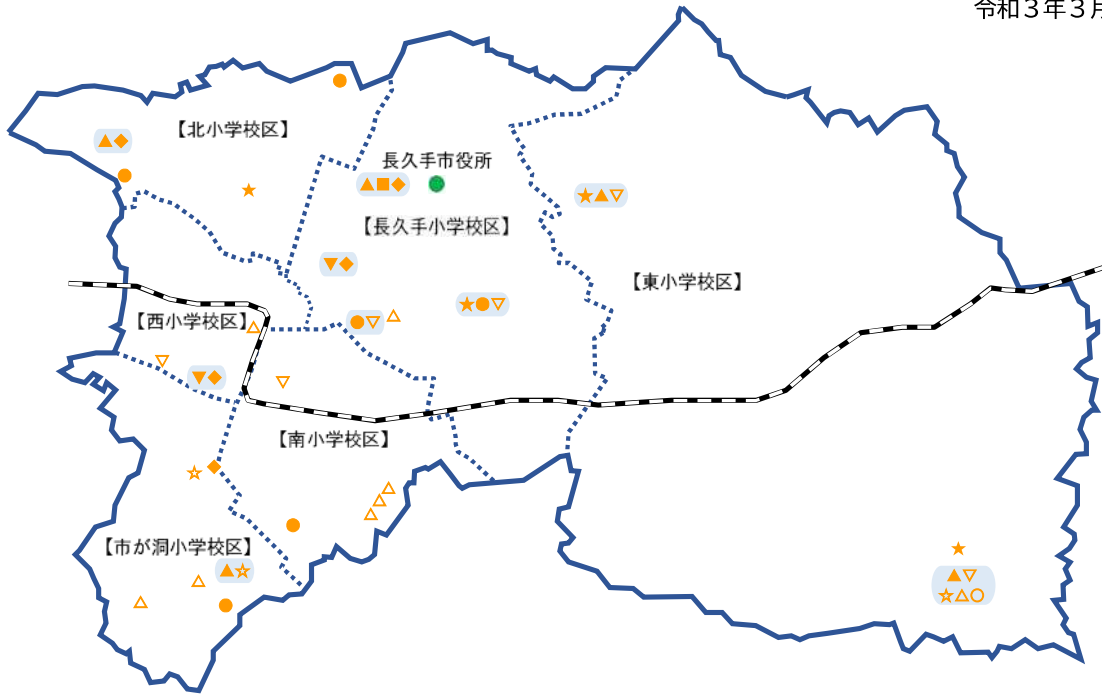 令和３年３月
【北小学校区】
長久手市役所
【長久手小学校区】
【東小学校区】
【西小学校区】
【南小学校区】
【市が洞小学校区】